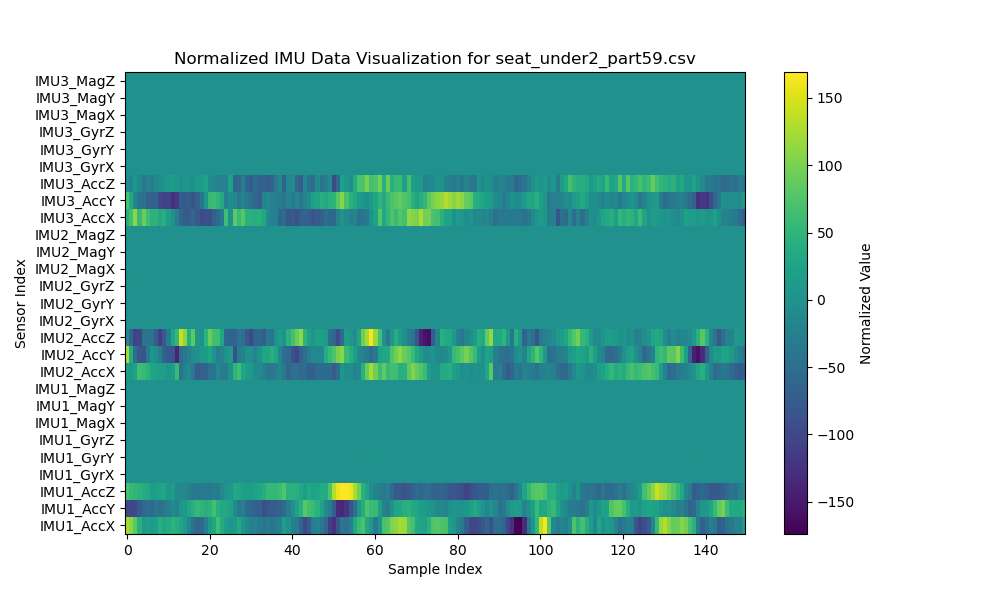 Normalized IMU Data Visualization for seat_under2_part59.csv
IMU3_MagZ
IMU3_MagY
IMU3_MagX
IMU3_GyrZ
IMU3_GyrY
IMU3_GyrX
IMU3_AccZ
IMU3_AccY
IMU3_AccX
IMU2_MagZ
IMU2_MagY
IMU2_MagX
IMU2_GyrZ
IMU2_GyrY
IMU2_GyrX
IMU2_AccZ
IMU2_AccY
IMU2_AccX
IMU1_MagZ
IMU1_MagY
IMU1_MagX
IMU1_GyrZ
IMU1_GyrY
IMU1_GyrX
IMU1_AccZ
IMU1_AccY
IMU1_AccX
Sensor Index
0 20 40 60 80 100 120 140
Sample Index
150
100
50
0
−50
−100
−150
Normalized Value